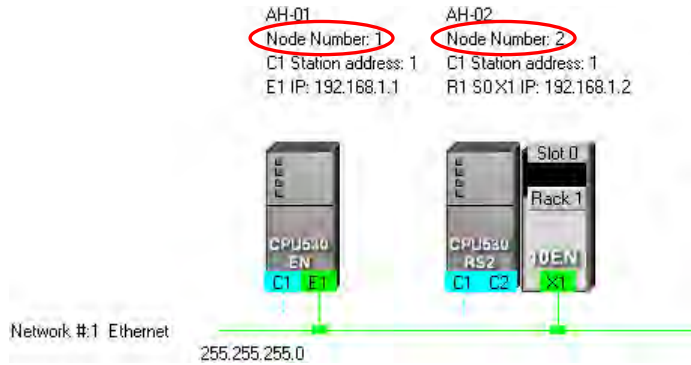 AH-01
Node Number: 1
C1 Station address: 1
E1 IP: 192.168.1.1
AH-02
Node Number: 2
C1 Station address: 1
R1 S0 X1 IP: 192.168.1.2
CPU530
EN
C1 E1
CPU530
RS2
C1 C2
Slot 0
Rack 1
10EN
X1
Network #:1 Ethernet
255.255.255.0